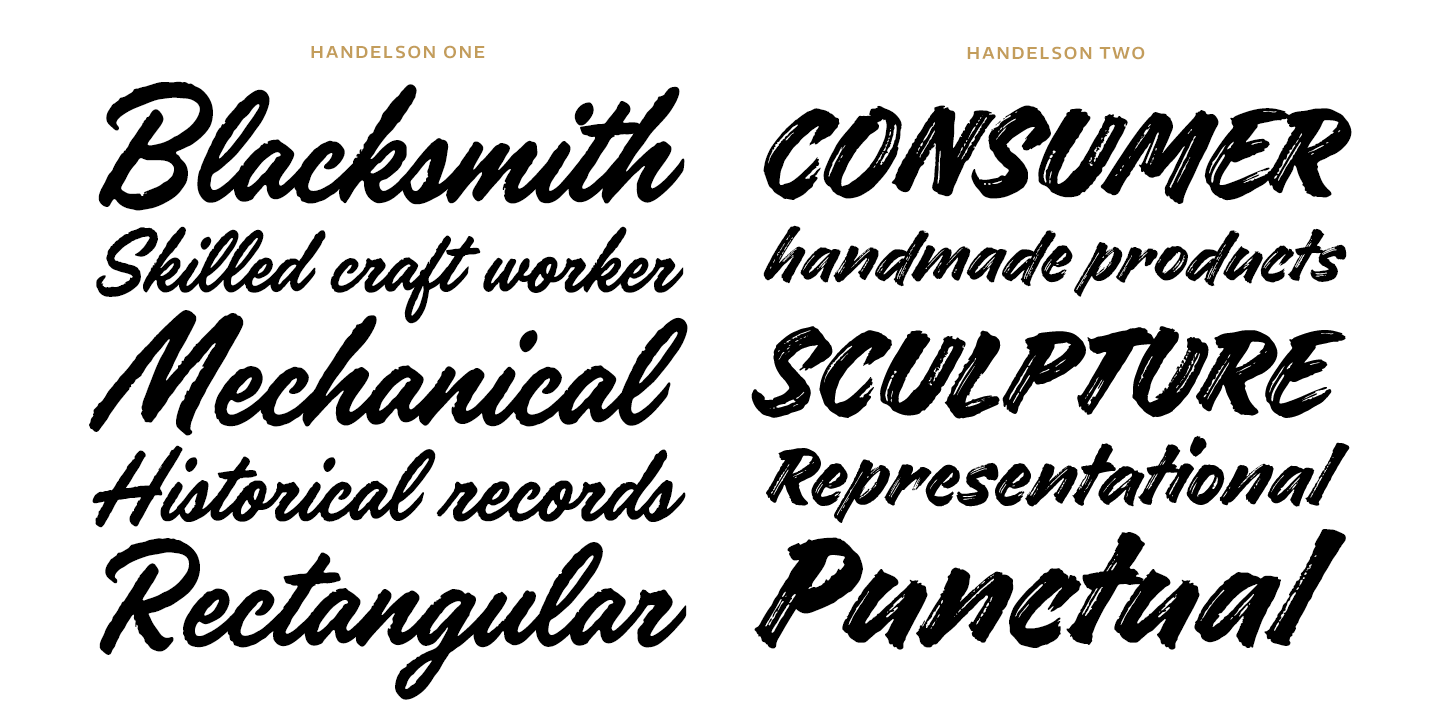 HANDELSON ONE
Blacksmith
Skilled craft worker
Mechanical
Historical records
Rectangular
HANDELSON TWO
CONSUMER
handmade products
SCULPTURE
Representational
Punctual